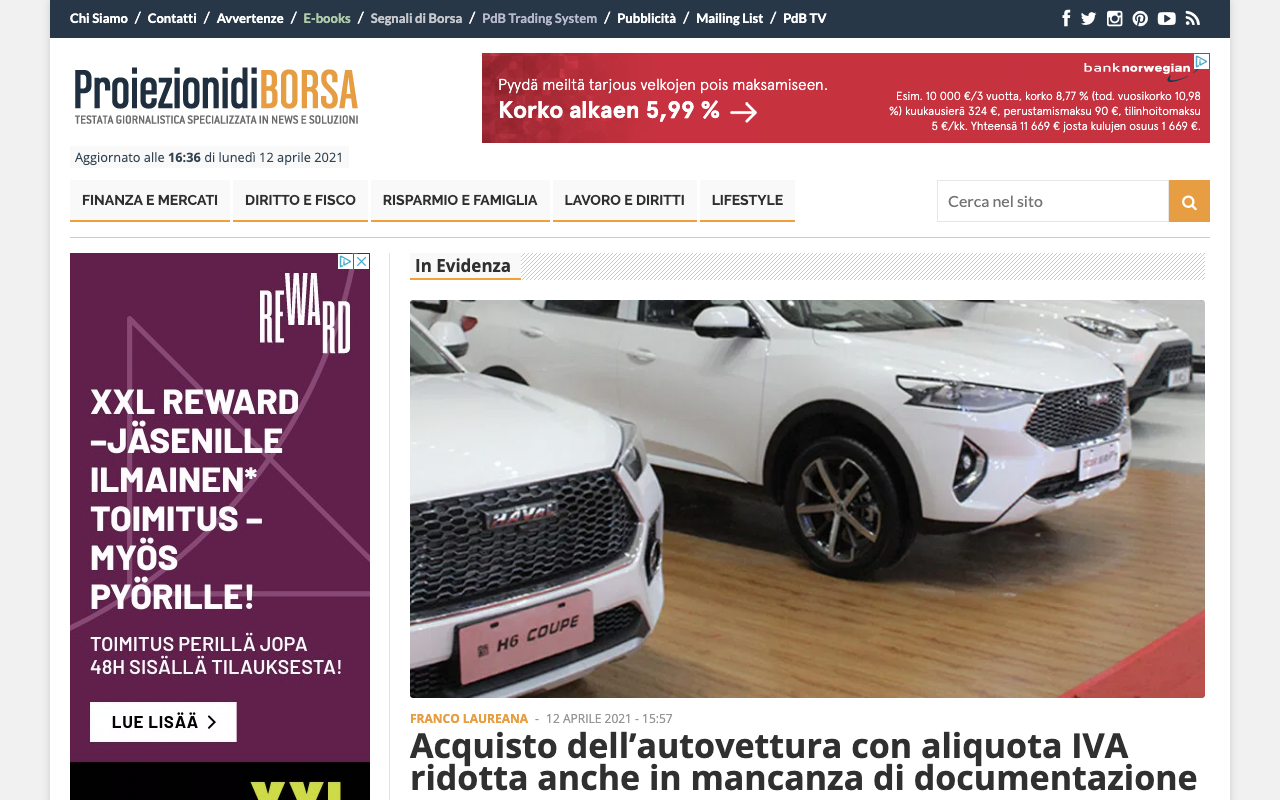 Chi Siamo / Contatti / Avvertenze / E-books / Segnali di Borsa / PdB Trading System / Pubblicità / Mailing List / PdB TV
ProiezionidiBORSA
TESTATA GIORNALISTICA SPECIALIZZATA IN NEWS E SOLUZIONI
Aggiornato alle 16:36 di lunedì 12 aprile 2021
bank norwegian
Pyydä meiltä tarjous velkojen pois maksamiseen.
Korko alkaen 5,99 % →
Esim. 10 000 €/3 vuotta, korko 8,77 % (tod. vuosikorko 10,98
%) kuukausierä 324 €, perustamismaksu 90 €, tilinhoitomaksu
5 €/kk. Yhteensä 11 669 € josta kulujen osuus 1 669 €.
FINANZA E MERCATI
DIRITTO E FISCO
RISPARMIO E FAMIGLIA
LAVORO E DIRITTI
LIFESTYLE
Cerca nel sito
REWARD
XXL REWARD
–JÄSENILLE
ILMAINEN*
TOIMITUS –
MYÖS
PYÖRILLE!
TOIMITUS PERILLÄ JOPA
48H SISÄLLÄ TILAUKSESTA!
LUE LISÄÄ >
XXL
In Evidenza
HAVAL
H6 COUPE
FRANCO LAUREANA - 12 APRILE 2021 - 15:57
Acquisto dell’autovettura con aliquota IVA
ridotta anche in mancanza di documentazione